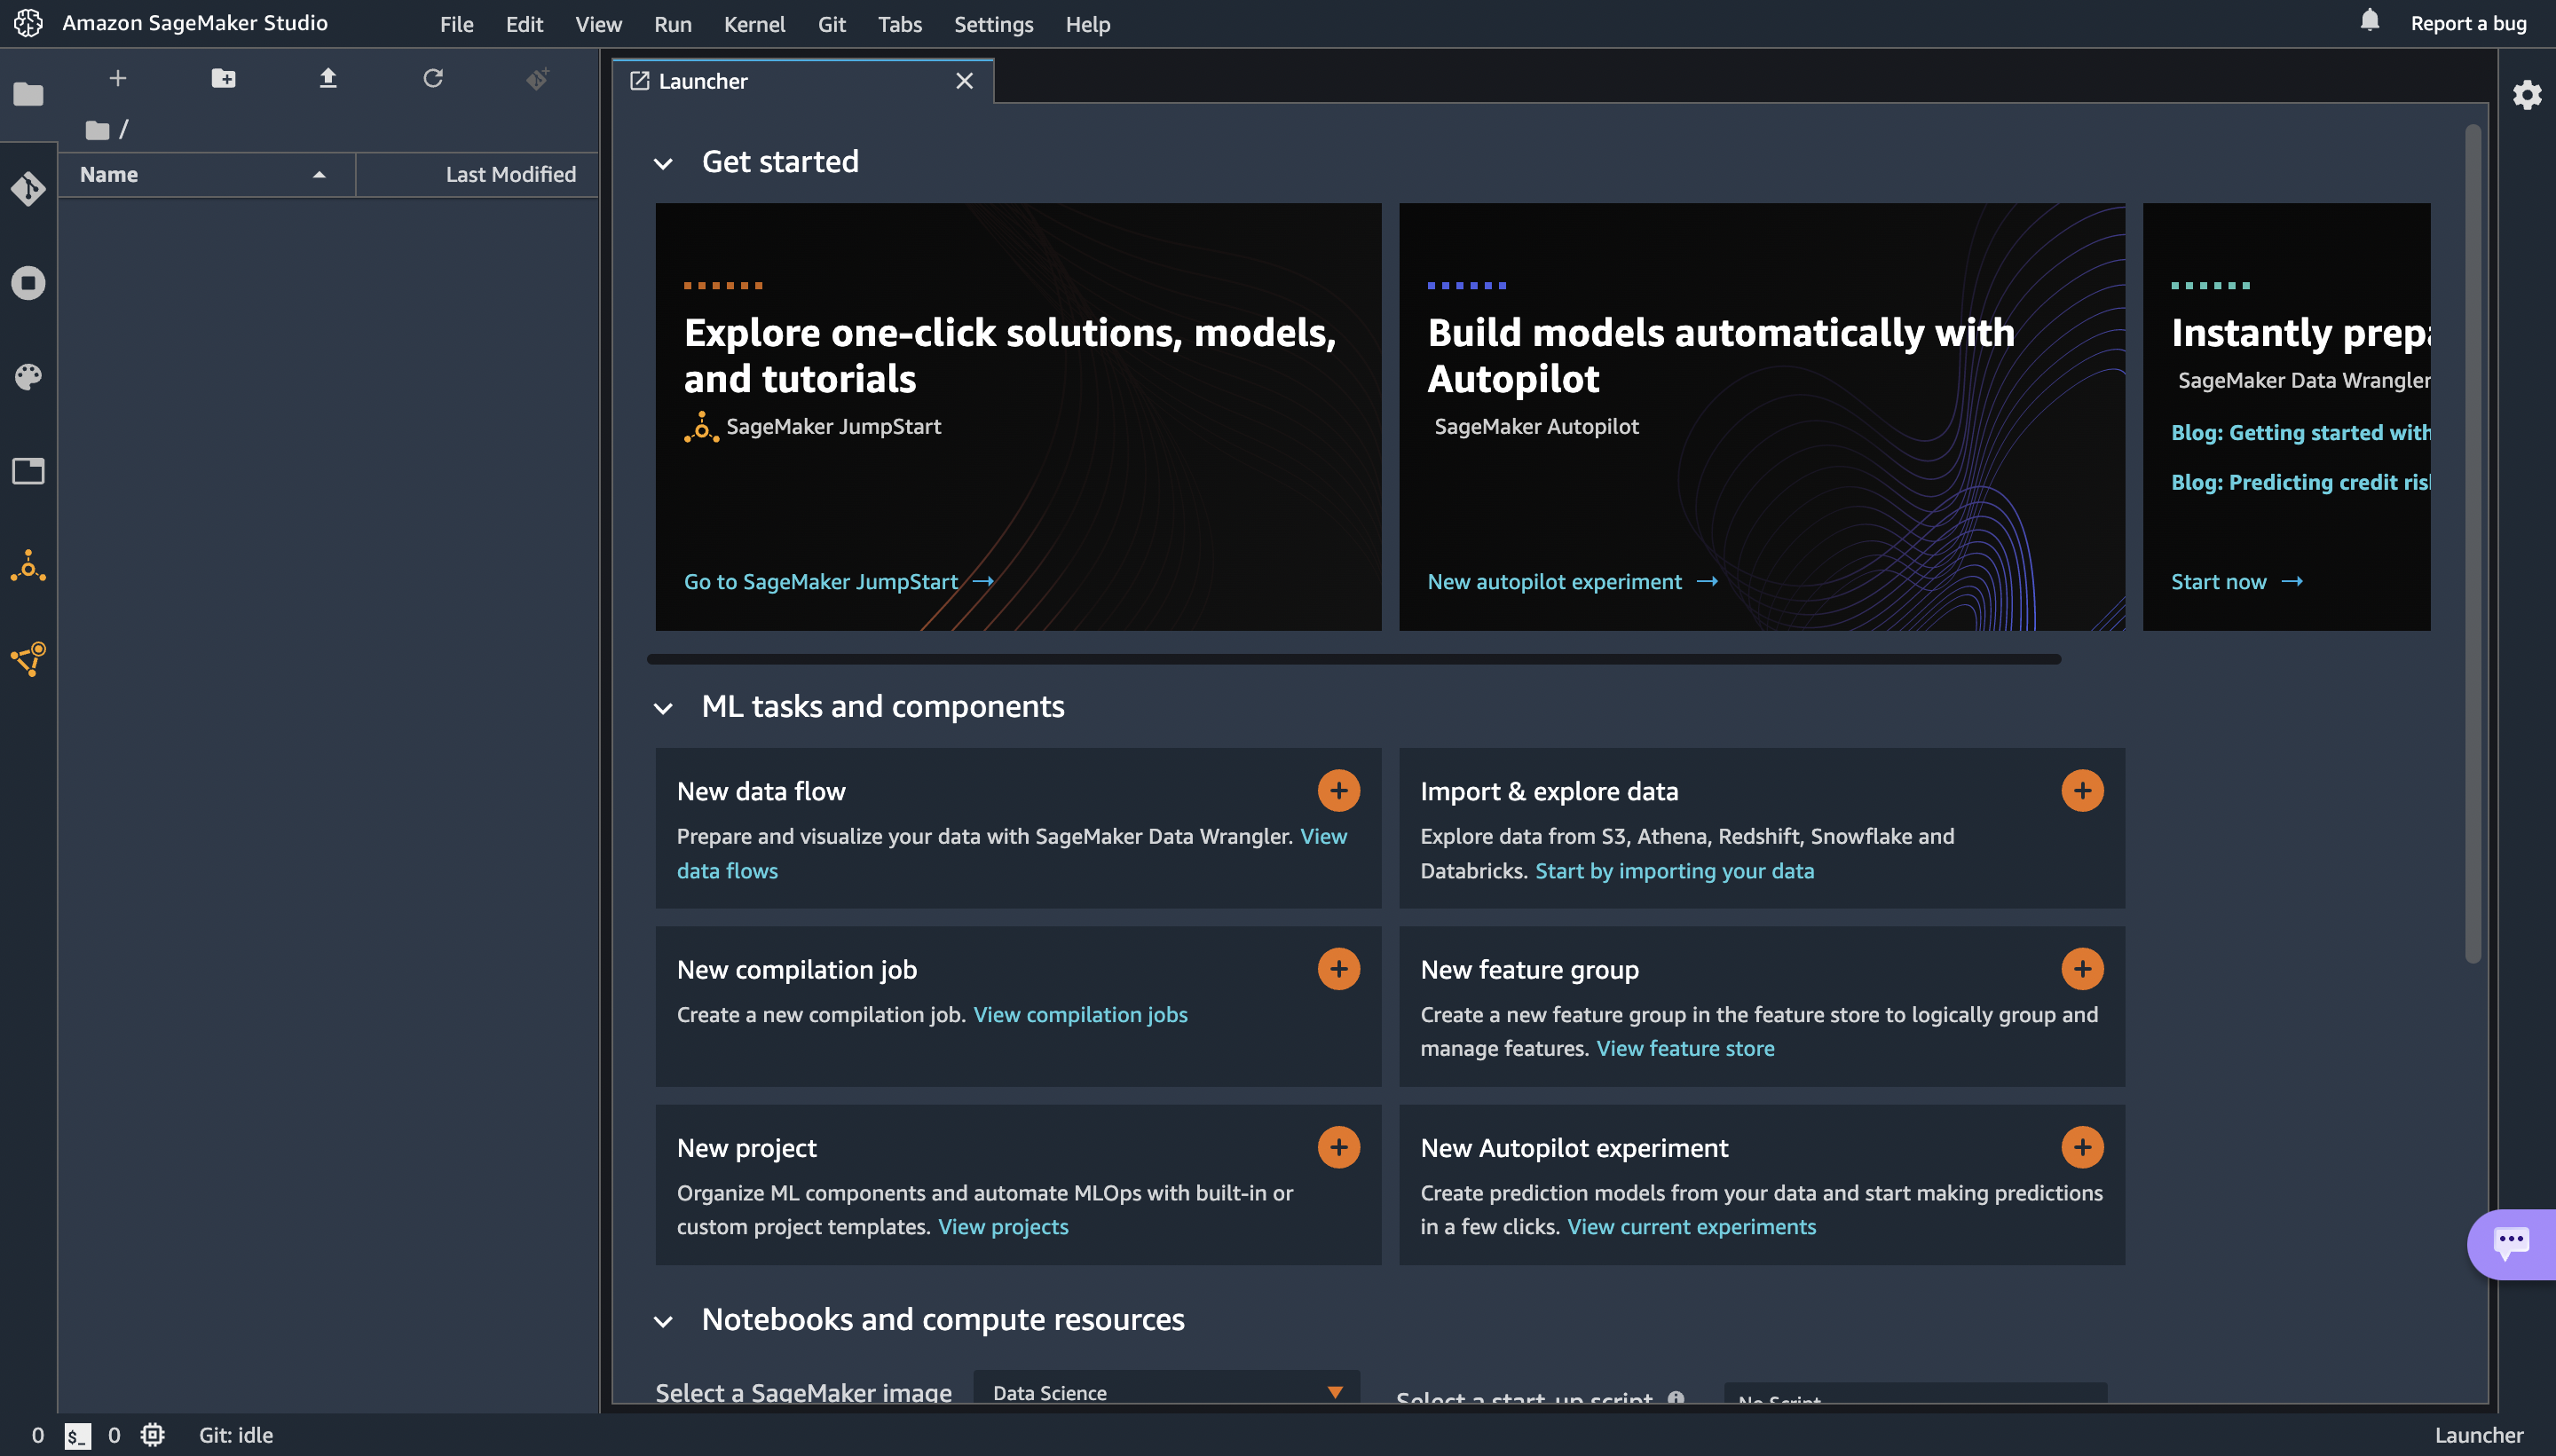 Amazon SageMaker Studio
File Edit View Run Kernel Git Tabs Settings Help
Report a bug
/
Name
Last Modified
Launcher
Get started
Explore one-click solutions, models,
and tutorials
SageMaker JumpStart
Go to SageMaker JumpStart →
Build models automatically with
Autopilot
SageMaker Autopilot
New autopilot experiment →
Instantly prepa
SageMaker Data Wrangler
Blog: Getting started with
Blog: Predicting credit ris
Start now →
ML tasks and components
New data flow
Prepare and visualize your data with SageMaker Data Wrangler. View
data flows
Import & explore data
Explore data from S3, Athena, Redshift, Snowflake and
Databricks. Start by importing your data
New compilation job
Create a new compilation job. View compilation jobs
New feature group
Create a new feature group in the feature store to logically group and
manage features. View feature store
New project
Organize ML components and automate MLOps with built-in or
custom project templates. View projects
New Autopilot experiment
Create prediction models from your data and start making predictions
in a few clicks. View current experiments
Notebooks and compute resources
Select a SageMaker image
Data Science
Select a start-up script
No Script
0 $_ 0 Git: idle
Launcher